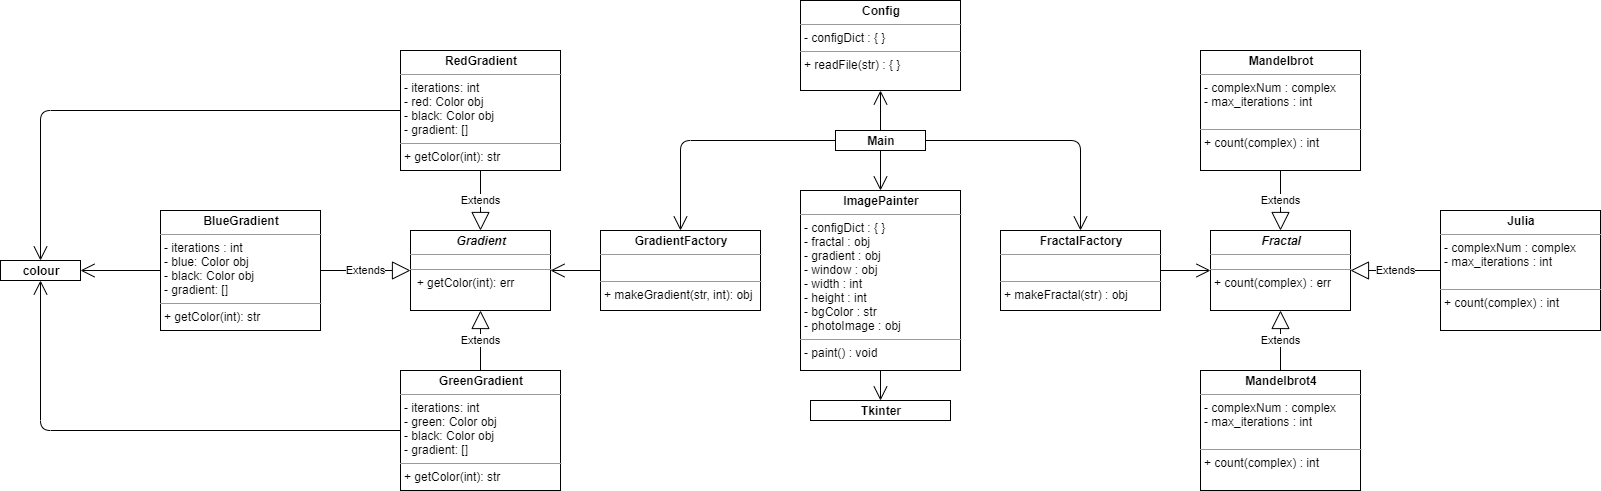 Config
- configDict : { }
+ readFile(str) : { }
RedGradient
- iterations: int
- red: Color obj
- black: Color obj
- gradient: []
+ getColor(int): str
Mandelbrot
- complexNum : complex
- max_iterations : int
+ count(complex) : int
Main
Extends
Extends
BlueGradient
- iterations : int
- blue: Color obj
- black: Color obj
- gradient: []
+ getColor(int): str
colour
Extends
Gradient
+ getColor(int): err
GradientFactory
+ makeGradient(str, int): obj
ImagePainter
- configDict : { }
- fractal : obj
- gradient : obj
- window : obj
- width : int
- height : int
- bgColor : str
- photoImage : obj
- paint() : void
FractalFactory
+ makeFractal(str) : obj
Fractal
+ count(complex) : err
Extends
Julia
- complexNum : complex
- max_iterations : int
+ count(complex) : int
Extends
Extends
GreenGradient
- iterations: int
- green: Color obj
- black: Color obj
- gradient: []
+ getColor(int): str
Tkinter
Mandelbrot4
- complexNum : complex
- max_iterations : int
+ count(complex) : int